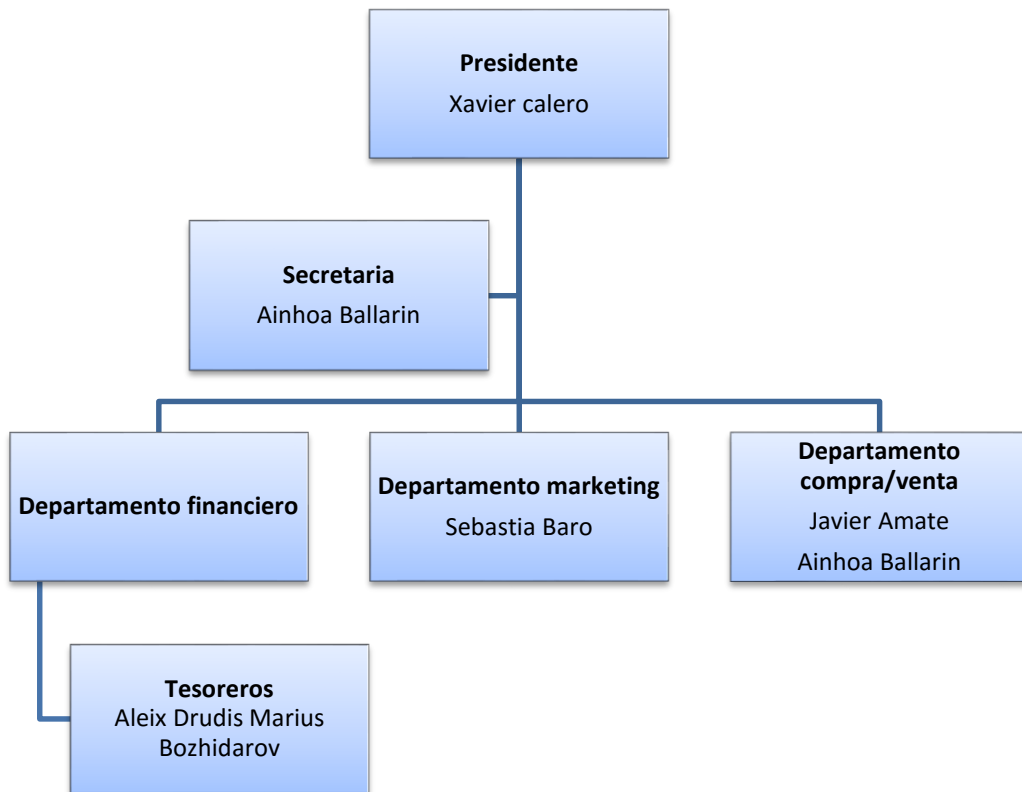 Presidente
Xavier calero
Secretaria
Ainhoa Ballarin
Departamento financiero
Departamento marketing
Sebastia Baro
Departamento
compra/venta
Javier Amate
Ainhoa Ballarin
Tesoreros
Aleix Drudis Marius
Bozhidarov